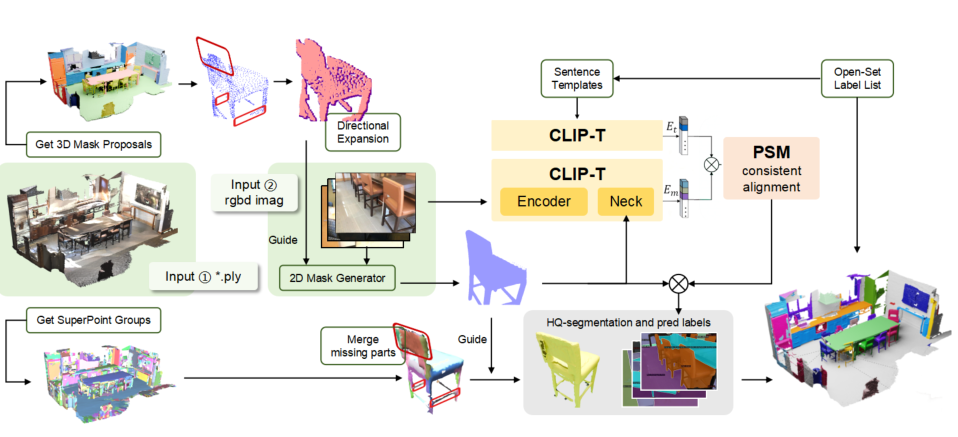 Sentence
Templates
Open-Set
Label List
Get 3D Mask Proposals
Directional
Expansion
CLIP-T
Eₜ
PSM
consistent
alignment
CLIP-T
Encoder
Neck
Eₘ
Input ②
rgbd imag
Guide
Input ① *.ply
2D Mask Generator
Get SuperPoint Groups
Merge
missing parts
Guide
HQ-segmentation and pred labels